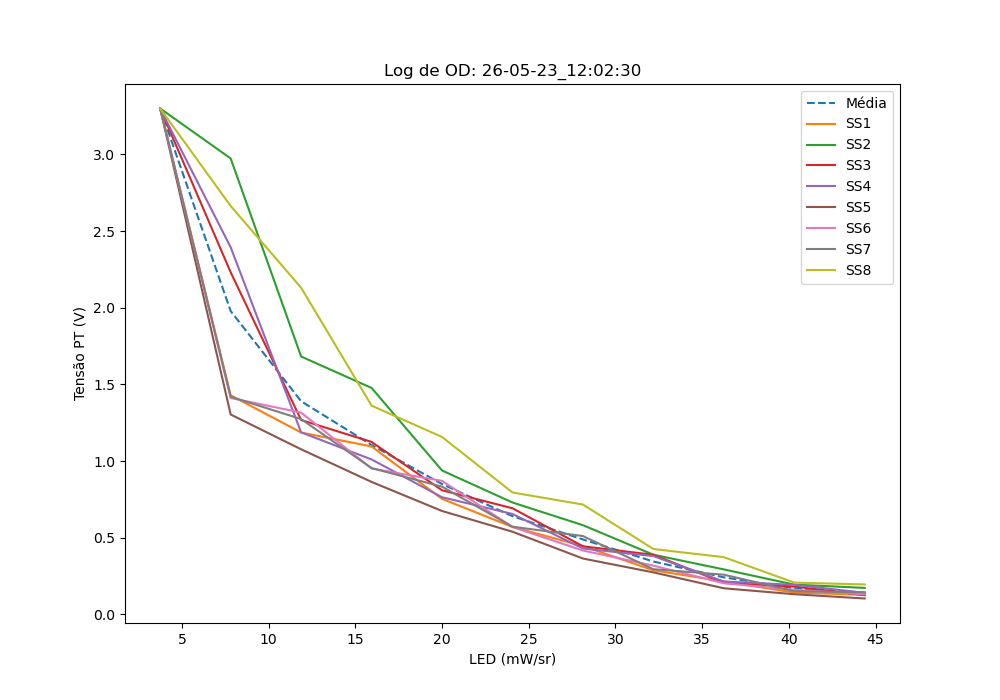 Log de OD: 26-05-23_12:02:30
Média
SS1
SS2
SS3
SS4
SS5
SS6
SS7
SS8
Tensão PT (V)
3.0
2.5
2.0
1.5
1.0
0.5
0.0
5 10 15 20 25 30 35 40 45
LED (mW/sr)